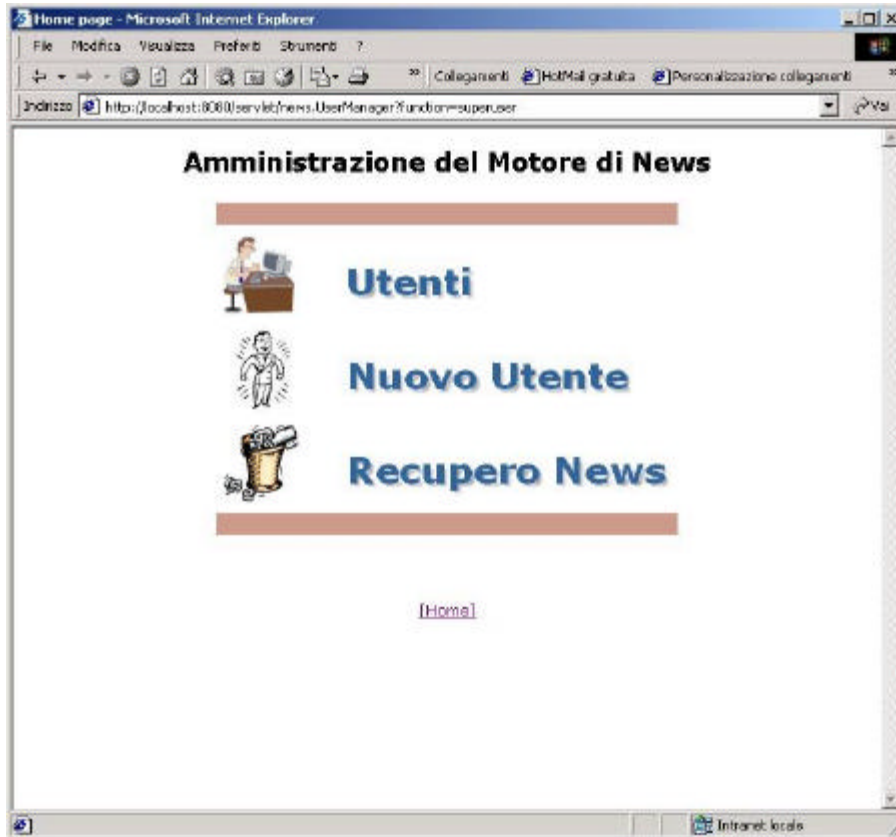 Home page - Microsoft Internet Explorer
File Modifica Visualizza Preferiti Strumenti ?
Collegamenti HotMail gratuita Personalizzazione collegamenti
Indirizzo http://localhost:8080/servlet/news.UserManager?function=superuser Vai
Amministrazione del Motore di News
Utenti
Nuovo Utente
Recupero News
[Home]
Intranet locale